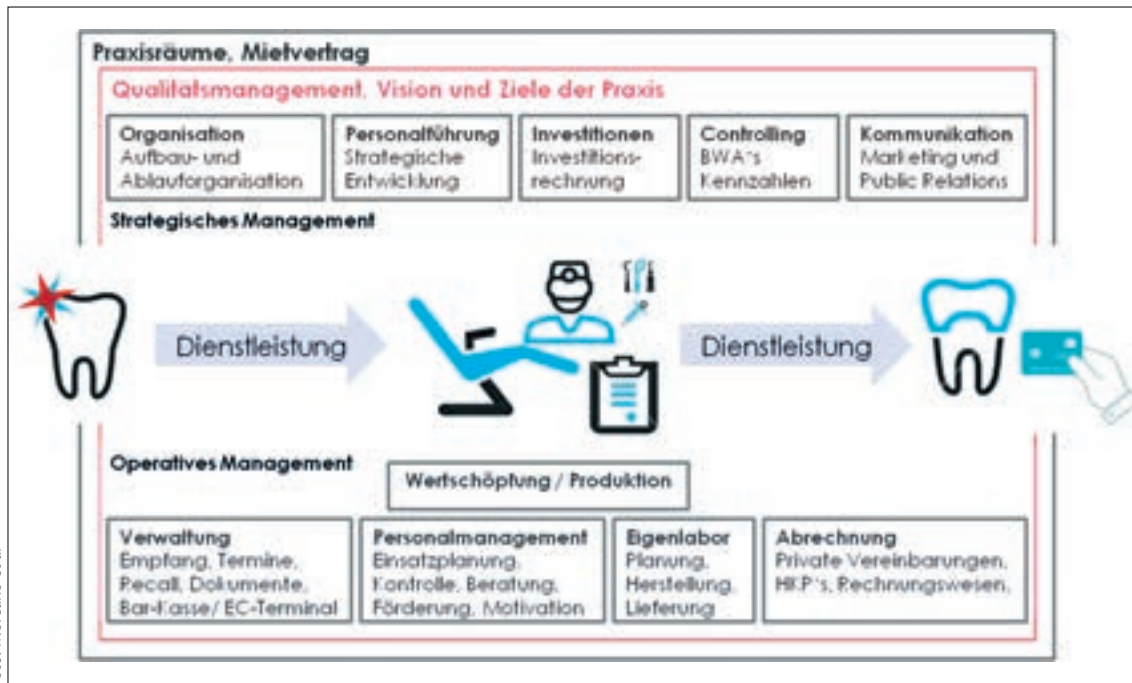 Praxisräume, Mietvertrag
Qualitätsmanagement, Vision und Ziele der Praxis
Organisation
Aufbau- und
Ablauforganisation
Personalführung
Strategische
Entwicklung
Investitionen
Investitions-
rechnung
Controlling
BWA's
Kennzahlen
Kommunikation
Marketing und
Public Relations
Strategisches Management
Dienstleistung
Dienstleistung
Operatives Management
Wertschöpfung / Produktion
Verwaltung
Empfang, Termine,
Recall, Dokumente,
Bar-Kasse/ EC-Terminal
Personalmanagement
Einsatzplanung,
Kontrolle, Beratung,
Förderung, Motivation
Eigenlabor
Planung,
Herstellung,
Lieferung
Abrechnung
Private Vereinbarungen,
HKP's, Rechnungswesen,